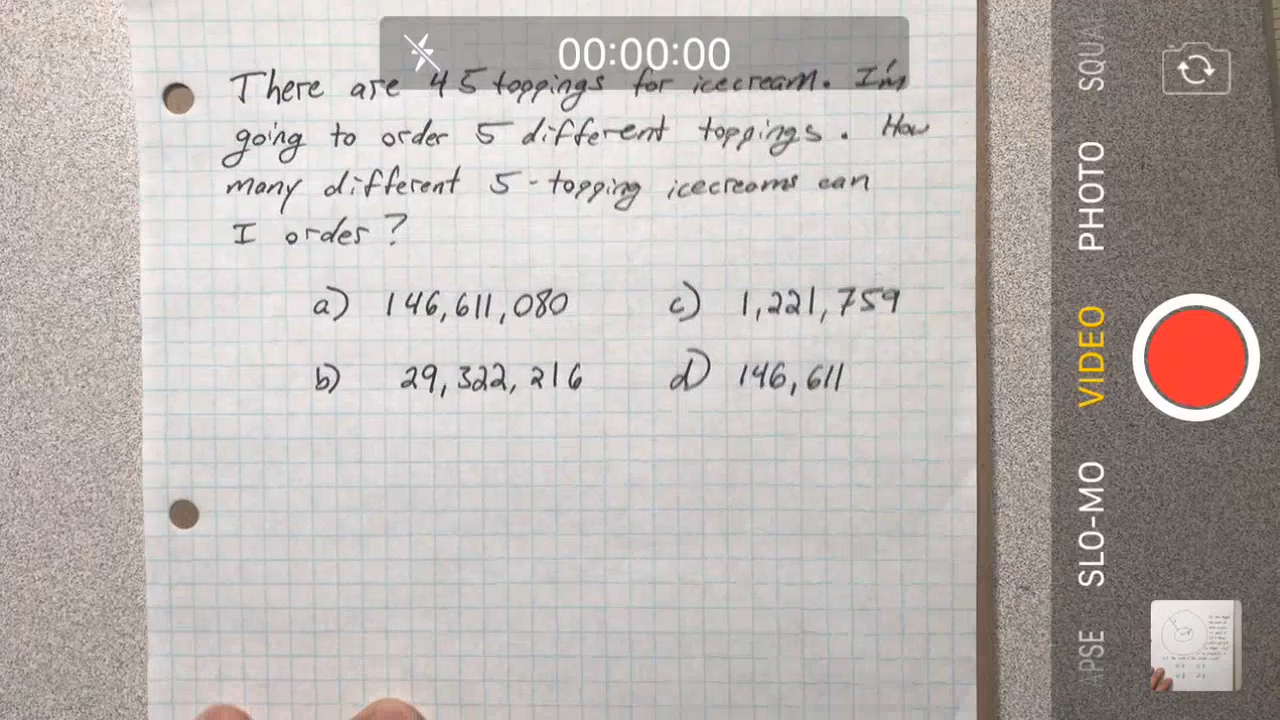 00:00:00
There are 45 toppings for icecream. I'm
going to order 5 different toppings. How
many different 5-topping icecreams can
I order?
a) 146,611,080
c) 1,221,759
b) 29,322,216
d) 146,611
SQUA
PHOTO
VIDEO
SLO-MO
APSE